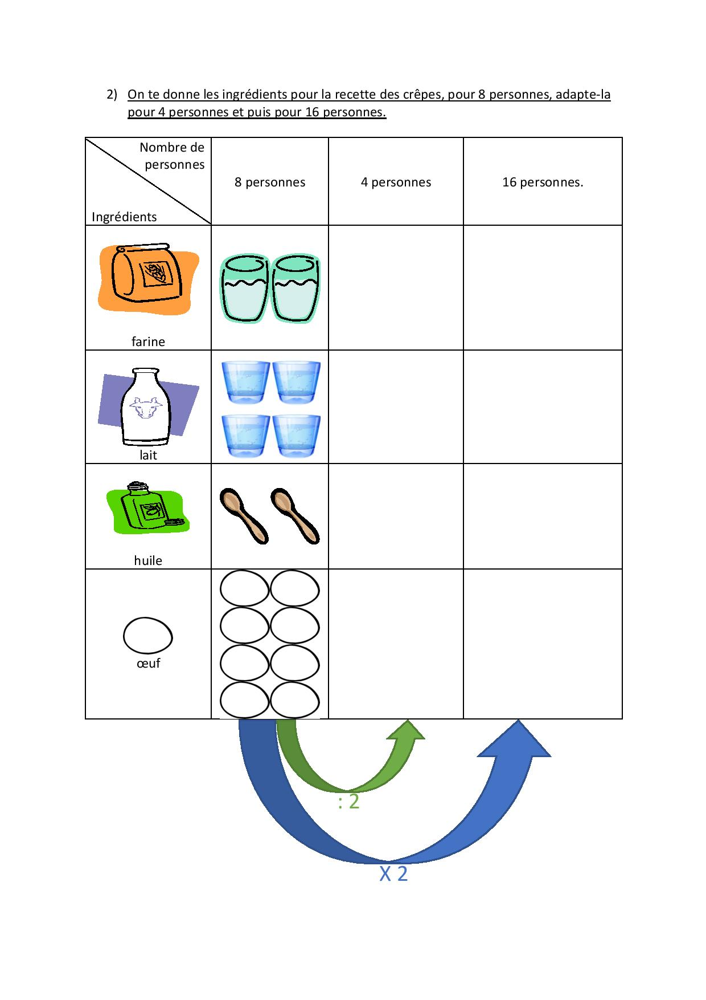 2) On te donne les ingrédients pour la recette des crêpes, pour 8 personnes, adapte-la
pour 4 personnes et puis pour 16 personnes.
Nombre de
personnes
Ingrédients
8 personnes
4 personnes
16 personnes.
farine
lait
huile
œuf
: 2
X 2